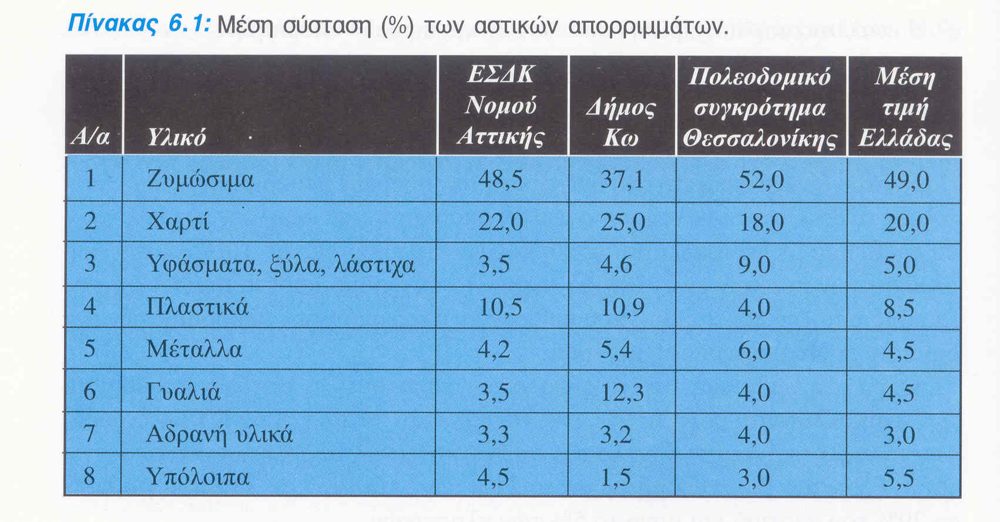 Πίνακας 6.1: Μέση σύσταση (%) των αστικών απορριμμάτων.
Α/α Υλικό ΕΣΔΚ Νομού Αττικής Δήμος Κω Πολεοδομικό συγκρότημα Θεσσαλονίκης Μέση τιμή Ελλάδας
1 Ζυμώσιμα 48,5 37,1 52,0 49,0
2 Χαρτί 22,0 25,0 18,0 20,0
3 Υφάσματα, ξύλα, λάστιχα 3,5 4,6 9,0 5,0
4 Πλαστικά 10,5 10,9 4,0 8,5
5 Μέταλλα 4,2 5,4 6,0 4,5
6 Γυαλιά 3,5 12,3 4,0 4,5
7 Αδρανή υλικά 3,3 3,2 4,0 3,0
8 Υπόλοιπα 4,5 1,5 3,0 5,5